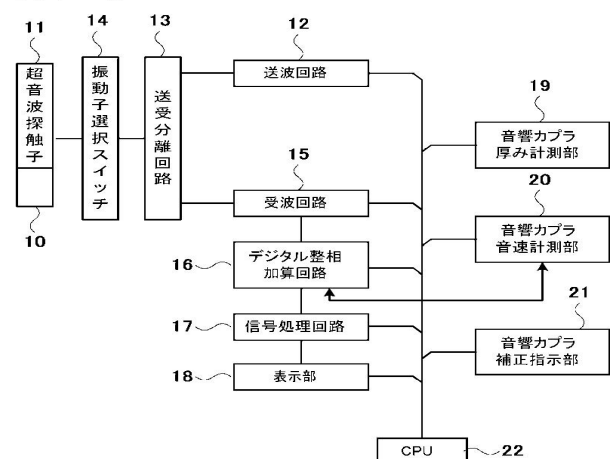 11
14
13
12
超音波探触子
振動子選択スイッチ
送受分離回路
送波回路
19
音響カプラ
厚み計測部
15
受波回路
20
音響カプラ
音速計測部
10
16
デジタル整相
加算回路
17
信号処理回路
21
音響カプラ
補正指示部
18
表示部
CPU
22